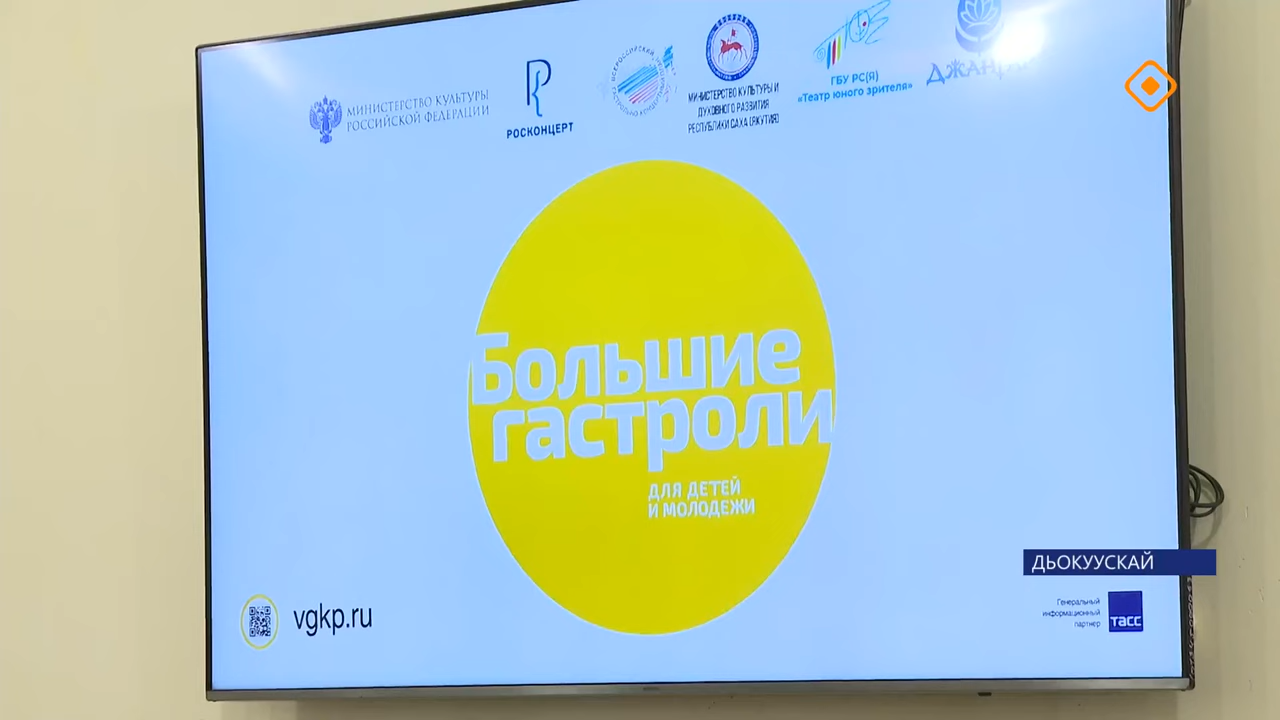 МИНИСТЕРСТВО КУЛЬТУРЫ
РОССИЙСКОЙ ФЕДЕРАЦИИ
РОСКОНЦЕРТ
ВСЕРОССИЙСКИЙ
МИНИСТЕРСТВО КУЛЬТУРЫ И
ДУХОВНОГО РАЗВИТИЯ
РЕСПУБЛИКИ САХА (ЯКУТИЯ)
ГБУ РС(Я)
«Театр юного зрителя»
Большие
гастроли
ДЛЯ ДЕТЕЙ
И МОЛОДЕЖИ
vgkp.ru
ДЬОКУУСКАЙ
Генеральный
информационный
партнер
ТАСС